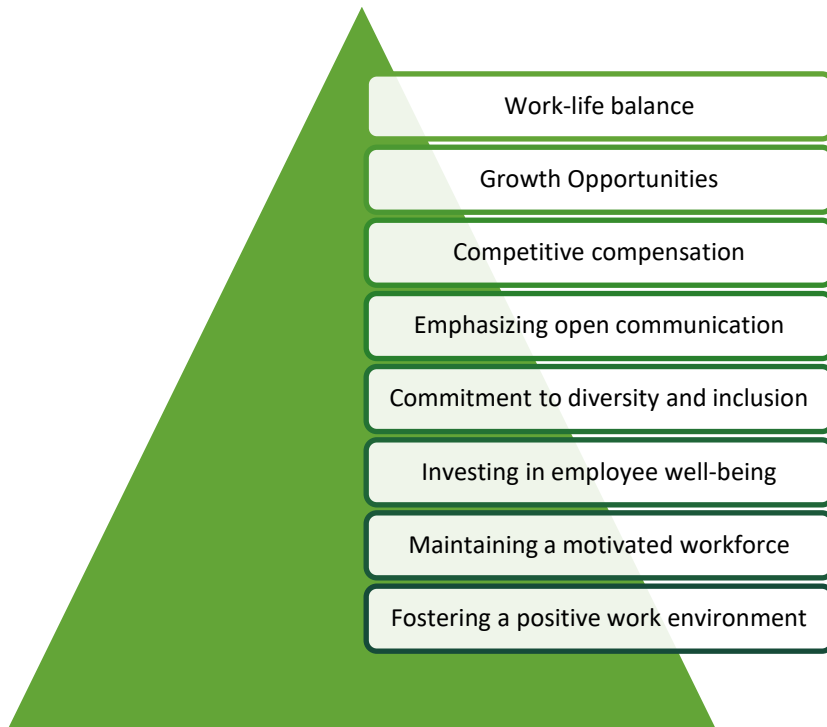 Work-life balance
Growth Opportunities
Competitive compensation
Emphasizing open communication
Commitment to diversity and inclusion
Investing in employee well-being
Maintaining a motivated workforce
Fostering a positive work environment